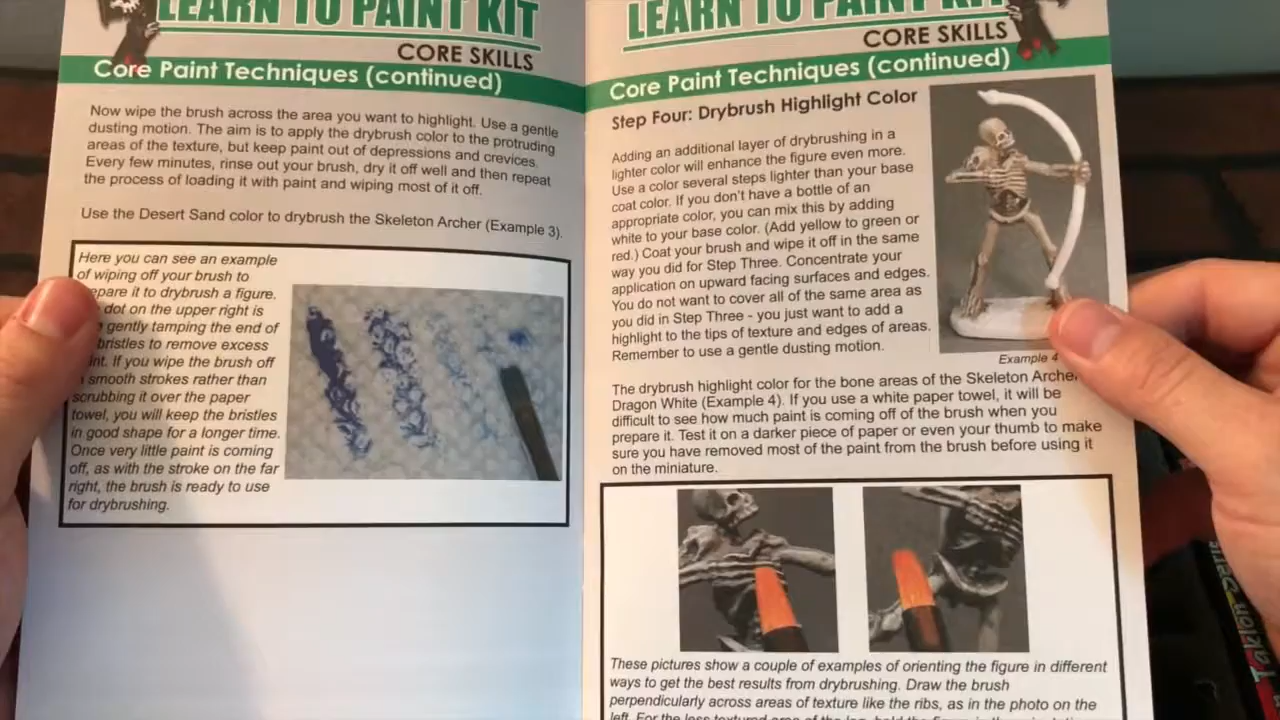 LEARN TO PAINT KIT
CORE SKILLS
Core Paint Techniques (continued)
Now wipe the brush across the area you want to highlight. Use a gentle
dusting motion. The aim is to apply the drybrush color to the protruding
areas of the texture, but keep paint out of depressions and crevices.
Every few minutes, rinse out your brush, dry it off well and then repeat
the process of loading it with paint and wiping most of it off.
Use the Desert Sand color to drybrush the Skeleton Archer (Example 3).
Here you can see an example
of wiping off your brush to
epare it to drybrush a figure.
dot on the upper right is
gently tamping the end of
bristles to remove excess
int. If you wipe the brush off
smooth strokes rather than
scrubbing it over the paper
towel, you will keep the bristles
in good shape for a longer time.
Once very little paint is coming
off, as with the stroke on the far
right, the brush is ready to use
for drybrushing.
LEARN TO PAINT KIT
CORE SKILLS
Core Paint Techniques (continued)
Step Four: Drybrush Highlight Color
Adding an additional layer of drybrushing in a
lighter color will enhance the figure even more.
Use a color several steps lighter than your base
coat color. If you don't have a bottle of an
appropriate color, you can mix this by adding
white to your base color. (Add yellow to green or
red.) Coat your brush and wipe it off in the same
way you did for Step Three. Concentrate your
application on upward facing surfaces and edges.
You do not want to cover all of the same area as
you did in Step Three - you just want to add a
highlight to the tips of texture and edges of areas.
Remember to use a gentle dusting motion.
Example 4
The drybrush highlight color for the bone areas of the Skeleton Arche
Dragon White (Example 4). If you use a white paper towel, it will be
difficult to see how much paint is coming off of the brush when you
prepare it. Test it on a darker piece of paper or even your thumb to make
sure you have removed most of the paint from the brush before using it
on the miniature.
These pictures show a couple of examples of orienting the figure in different
ways to get the best results from drybrushing. Draw the brush
perpendicularly across areas of texture like the ribs, as in the photo on the
left. For the less textured area of the leg, hold the figure
Taklon